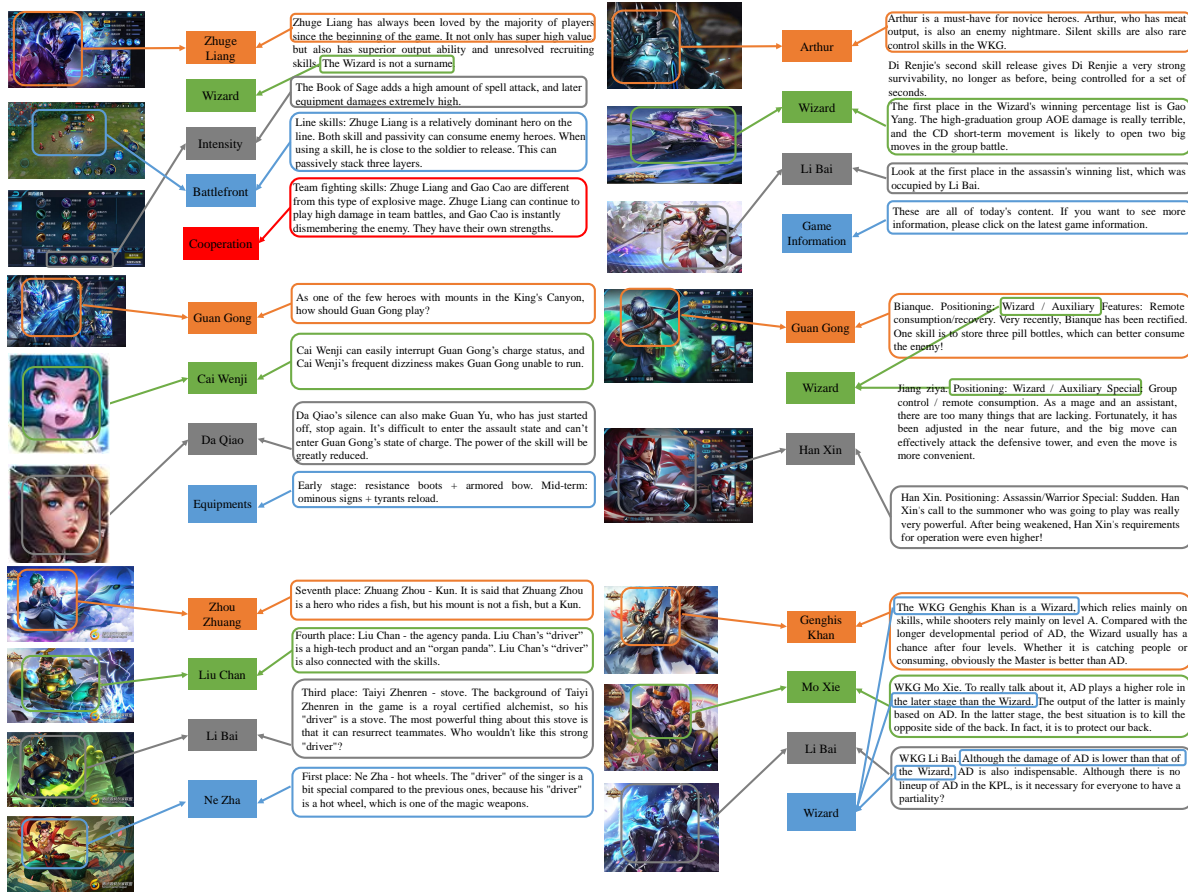 Zhuge
Liang
Wizard
Intensity
Battlefront
Cooperation
Zhuge Liang has always been loved by the majority of players
since the beginning of the game. It not only has super high value
but also has superior output ability and unresolved recruiting
skills. The Wizard is not a surname
The Book of Sage adds a high amount of spell attack, and later
equipment damages extremely high.
Line skills: Zhuge Liang is a relatively dominant hero on the
line. Both skill and passivity can consume enemy heroes. When
using a skill, he is close to the soldier to release. This can
passively stack three layers.
Team fighting skills: Zhuge Liang and Gao Cao are different
from this type of explosive mage. Zhuge Liang can continue to
play high damage in team battles, and Gao Cao is instantly
dismembering the enemy. They have their own strengths.
Arthur
Wizard
Li Bai
Game
Information
Arthur is a must-have for novice heroes. Arthur, who has meat
output, is also an enemy nightmare. Silent skills are also rare
control skills in the WKG.
Di Renjie's second skill release gives Di Renjie a very strong
survivability, no longer as before, being controlled for a set of
seconds.
The first place in the Wizard's winning percentage list is Gao
Yang. The high-graduation group AOE damage is really terrible,
and the CD short-term movement is likely to open two big
moves in the group battle.
Look at the first place in the assassin's winning list, which was
occupied by Li Bai.
These are all of today's content. If you want to see more
information, please click on the latest game information.
Guan Gong
Cai Wenji
Da Qiao
Equipments
As one of the few heroes with mounts in the King's Canyon,
how should Guan Gong play?
Cai Wenji can easily interrupt Guan Gong's charge status, and
Cai Wenji's frequent dizziness makes Guan Gong unable to run.
Da Qiao's silence can also make Guan Yu, who has just started
off, stop again. It's difficult to enter the assault state and can't
enter Guan Gong's state of charge. The power of the skill will be
greatly reduced.
Early stage: resistance boots + armored bow. Mid-term:
ominous signs + tyrants reload.
Guan Gong
Wizard
Han Xin
Bianque. Positioning: Wizard / Auxiliary Features: Remote
consumption/recovery. Very recently, Bianque has been rectified.
One skill is to store three pill bottles, which can better consume
the enemy!
Jiang ziya. Positioning: Wizard / Auxiliary Special: Group
control / remote consumption. As a mage and an assistant,
there are too many things that are lacking. Fortunately, it has
been adjusted in the near future, and the big move can
effectively attack the defensive tower, and even the move is
more convenient.
Han Xin. Positioning: Assassin/Warrior Special: Sudden. Han
Xin's call to the summoner who was going to play was really
very powerful. After being weakened, Han Xin's requirements
for operation were even higher!
Zhou
Zhuang
Liu Chan
Li Bai
Ne Zha
Seventh place: Zhuang Zhou - Kun. It is said that Zhuang Zhou
is a hero who rides a fish, but his mount is not a fish, but a Kun.
Fourth place: Liu Chan - the agency panda. Liu Chan's "driver"
is a high-tech product and an "organ panda". Liu Chan's "driver"
is also connected with the skills.
Third place: Taiyi Zhenren - stove. The background of Taiyi
Zhenren in the game is a royal certified alchemist, so his
"driver" is a stove. The most powerful thing about this stove is
that it can resurrect teammates. Who wouldn't like this strong
"driver"?
First place: Ne Zha - hot wheels. The "driver" of the singer is a
bit special compared to the previous ones, because his "driver"
is a hot wheel, which is one of the magic weapons.
Genghis
Khan
Mo Xie
Li Bai
Wizard
The WKG Genghis Khan is a Wizard, which relies mainly on
skills, while shooters rely mainly on level A. Compared with the
longer developmental period of AD, the Wizard usually has a
chance after four levels. Whether it is catching people or
consuming, obviously the Master is better than AD.
WKG Mo Xie. To really talk about it, AD plays a higher role in
the later stage than the Wizard. The output of the latter is mainly
based on AD. In the latter stage, the best situation is to kill the
opposite side of the back. In fact, it is to protect our back.
WKG Li Bai. Although the damage of AD is lower than that of
the Wizard, AD is also indispensable. Although there is no
lineup of AD in the KPL, is it necessary for everyone to have a
partiality?